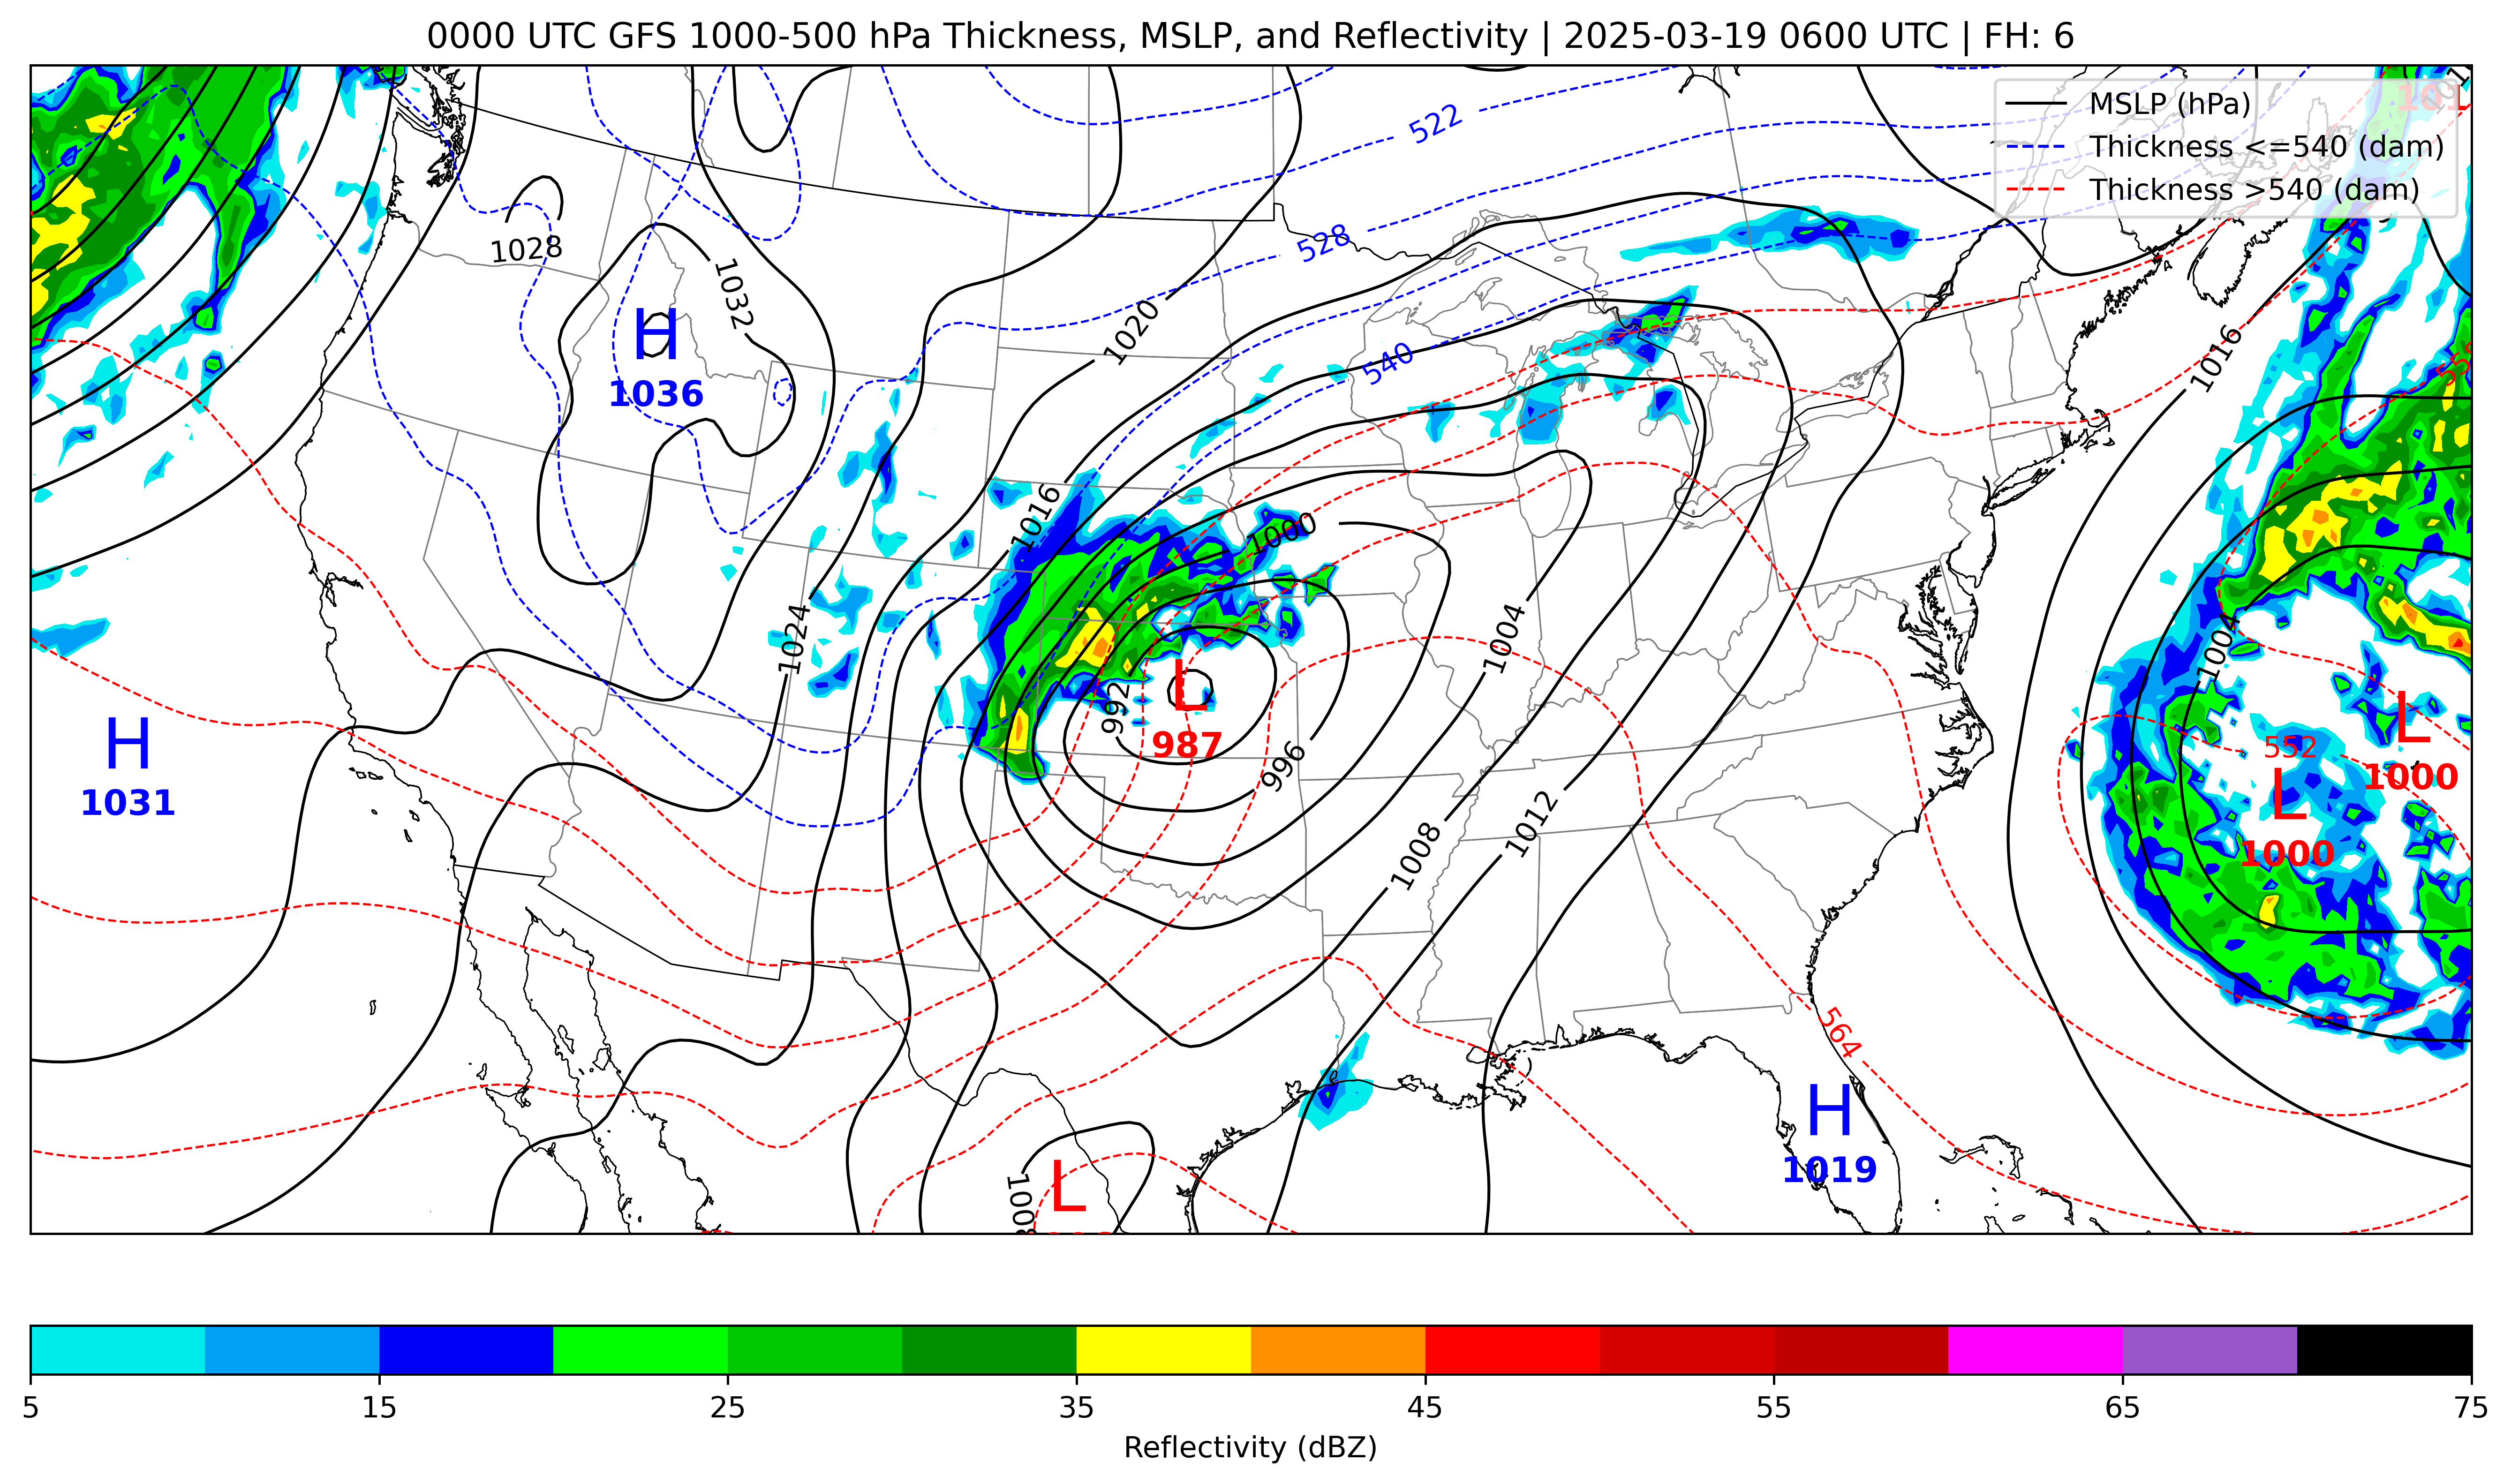 0000 UTC GFS 1000-500 hPa Thickness, MSLP, and Reflectivity | 2025-03-19 0600 UTC | FH: 6
MSLP (hPa)
Thickness <=540 (dam)
Thickness >540 (dam)
522
528
1028
1032
H
1036
1020
540
1016
1016
1000
1024
1004
1004
L
987
992
996
H
1031
L
1000
552
L
1000
1008
1012
564
H
1019
L
1008
5
15
25
35
45
55
65
75
Reflectivity (dBZ)